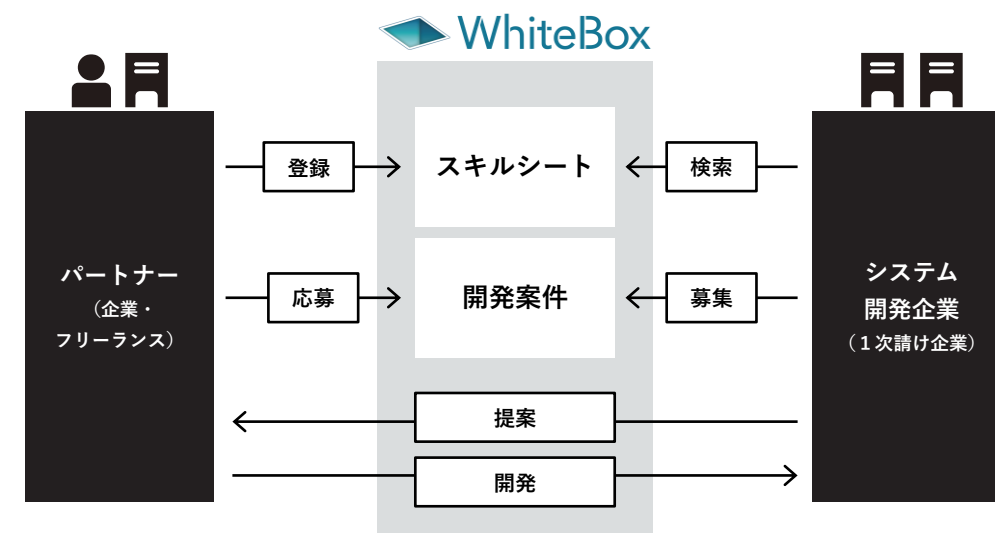 WhiteBox
登録
スキルシート
検索
パートナー
（企業・
フリーランス）
応募
開発案件
募集
システム
開発企業
（１次請け企業）
提案
開発